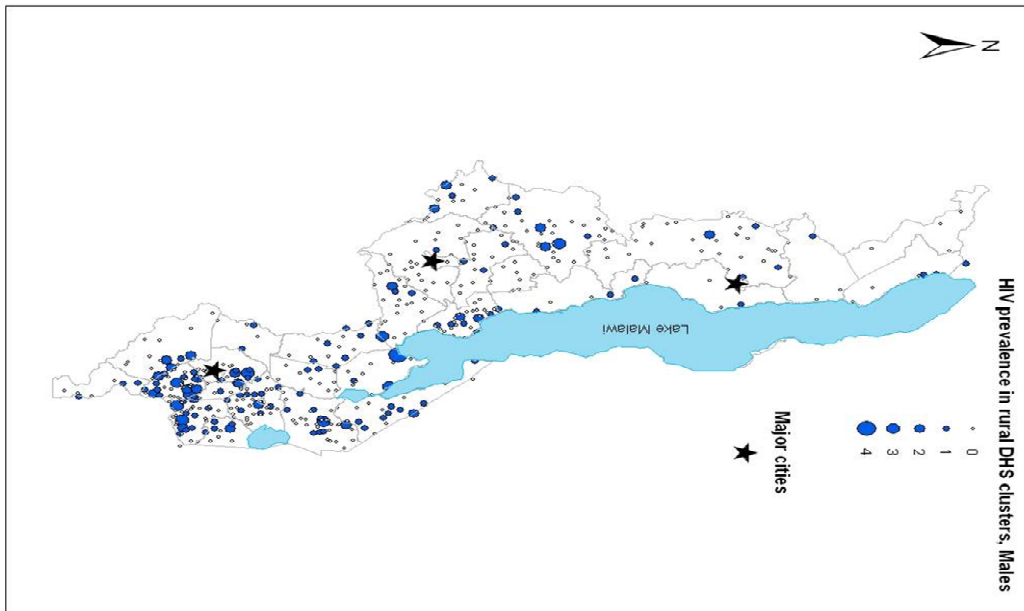 N
HIV prevalence in rural DHS clusters, Males
0
1
2
3
4
Major cities
Lake Malawi